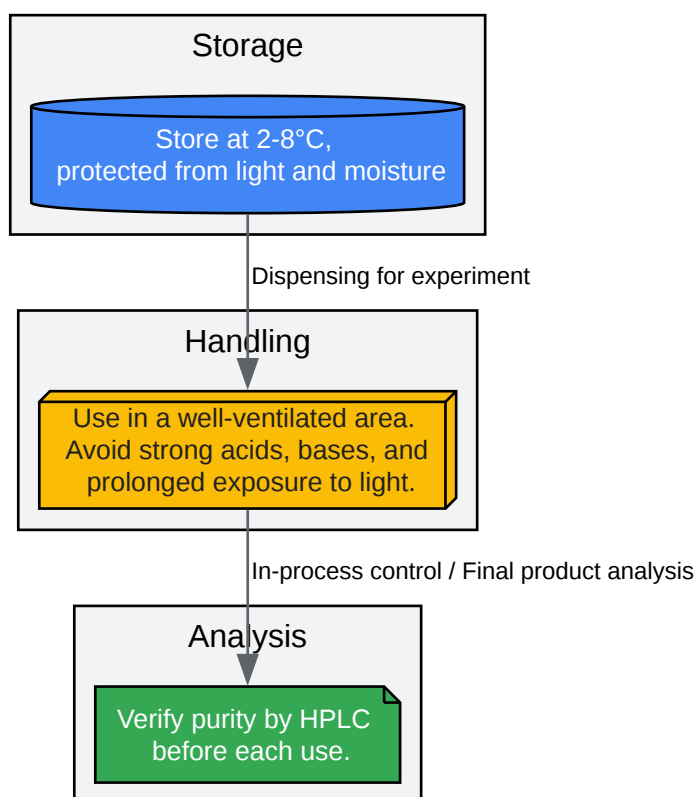 Storage
Store at 2-8°C,
protected from light and moisture
Dispensing for experiment
Handling
Use in a well-ventilated area.
Avoid strong acids, bases, and
prolonged exposure to light.
In-process control / Final product analysis
Analysis
Verify purity by HPLC
before each use.